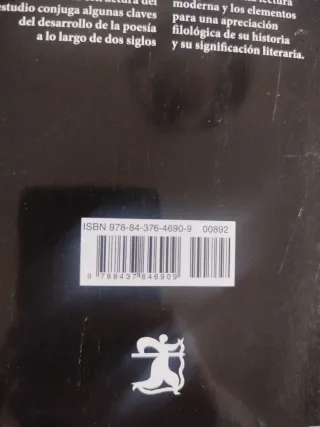 estudio conjuga algunas claves
del desarrollo de la poesía
a lo largo de dos siglos
moderna y los elementos
para una apreciación
filológica de su historia
y su significación literaria.
ISBN 978-84-376-4690-9 00892
9 788437 646909